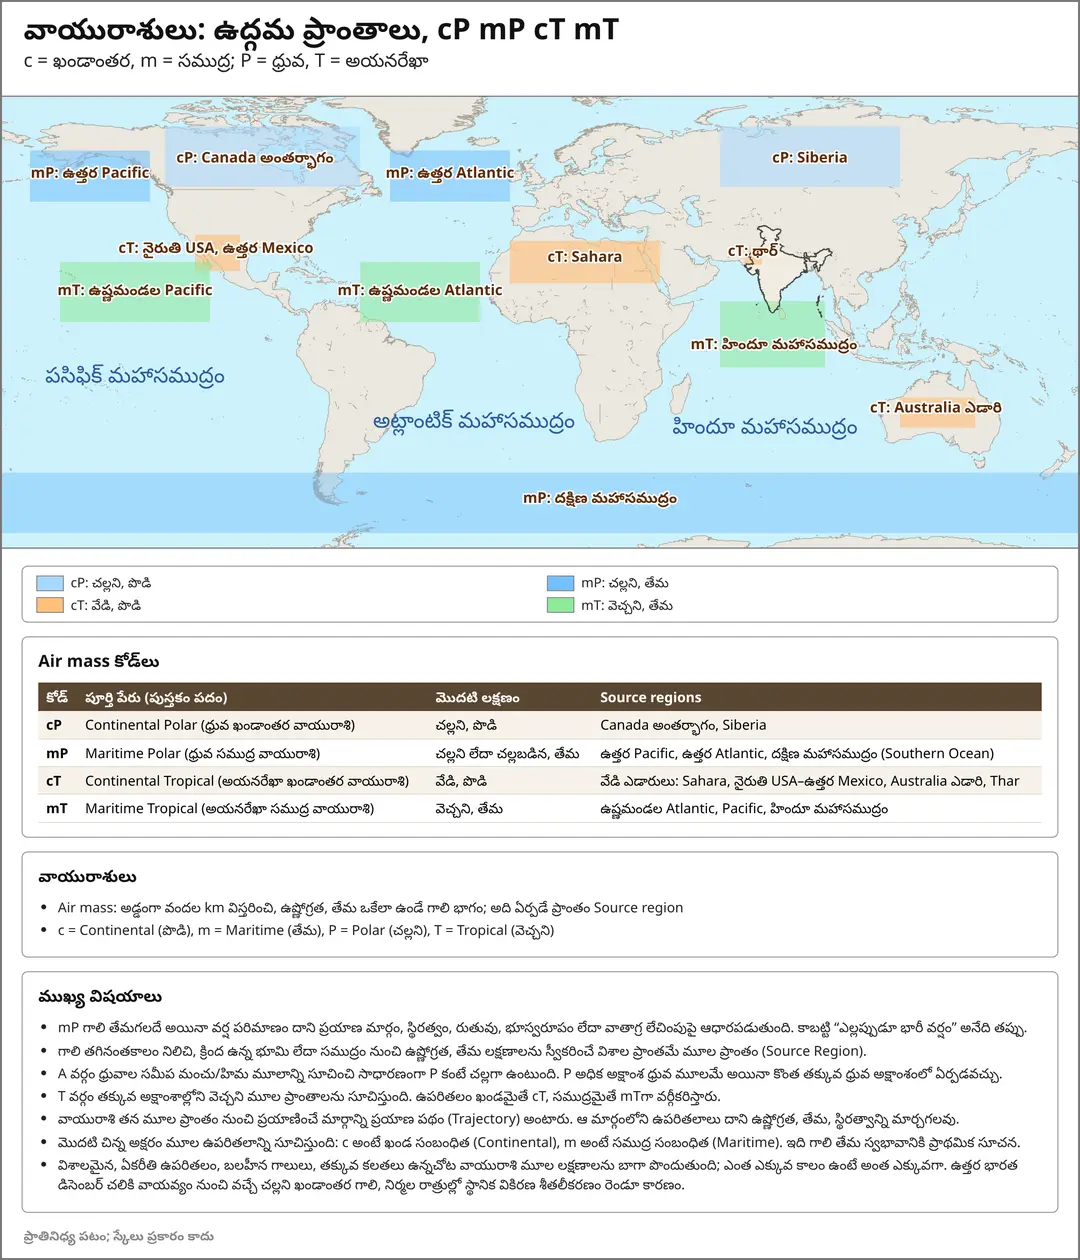 వాయురాశులు: ఉద్గమ ప్రాంతాలు, cP mP cT mT
c = ఖండాంతర, m = సముద్ర; P = ధ్రువ, T = అయనరేఖా
cP: Canada అంతర్భాగం
cP: Siberia
mP: ఉత్తర Pacific
mP: ఉత్తర Atlantic
cT: నైరుతి USA, ఉత్తర Mexico
cT: Sahara
cT: థార్
mT: ఉష్ణమండల Pacific
mT: ఉష్ణమండల Atlantic
mT: హిందూ మహాసముద్రం
పసిఫిక్ మహాసముద్రం
cT: Australia ఎడారి
అట్లాంటిక్ మహాసముద్రం
హిందూ మహాసముద్రం
mP: దక్షిణ మహాసముద్రం
cP: చల్లని, పొడి
mP: చల్లని, తేమ
cT: వేడి, పొడి
mT: వెచ్చని, తేమ
Air mass కోడ్‌లు
కోడ్ పూర్తి పేరు (పుస్తకం పదం) మొదటి లక్షణం Source regions
cP Continental Polar (ధ్రువ ఖండాంతర వాయురాశి) చల్లని, పొడి Canada అంతర్భాగం, Siberia
mP Maritime Polar (ధ్రువ సముద్ర వాయురాశి) చల్లని లేదా చల్లబడిన, తేమ ఉత్తర Pacific, ఉత్తర Atlantic, దక్షిణ మహాసముద్రం (Southern Ocean)
cT Continental Tropical (అయనరేఖా ఖండాంతర వాయురాశి) వేడి, పొడి వేడి ఎడారులు: Sahara, నైరుతి USA–ఉత్తర Mexico, Australia ఎడారి, Thar
mT Maritime Tropical (అయనరేఖా సముద్ర వాయురాశి) వెచ్చని, తేమ ఉష్ణమండల Atlantic, Pacific, హిందూ మహాసముద్రం
వాయురాశులు
• Air mass: అడ్డంగా వందల km విస్తరించి, ఉష్ణోగ్రత, తేమ ఒకేలా ఉండే గాలి భాగం; అది ఏర్పడే ప్రాంతం Source region
• c = Continental (పొడి), m = Maritime (తేమ), P = Polar (చల్లని), T = Tropical (వెచ్చని)
ముఖ్య విషయాలు
• mP గాలి తేమగలదే అయినా వర్ష పరిమాణం దాని ప్రయాణ మార్గం, స్థిరత్వం, రుతువు, భూస్వరూపం లేదా వాతాగ్ర లేచింపుపై ఆధారపడుతుంది. కాబట్టి “ఎల్లప్పుడూ భారీ వర్షం” అనేది తప్పు.
• గాలి తగినంతకాలం నిలిచి, క్రింద ఉన్న భూమి లేదా సముద్రం నుంచి ఉష్ణోగ్రత, తేమ లక్షణాలను స్వీకరించే విశాల ప్రాంతమే మూల ప్రాంతం (Source Region).
• A వర్గం ధ్రువాల సమీప మంచు/హిమ మూలాన్ని సూచించి సాధారణంగా P కంటే చల్లగా ఉంటుంది. P అధిక అక్షాంశ ధ్రువ మూలమే అయినా కొంత తక్కువ ధ్రువ అక్షాంశంలో ఏర్పడవచ్చు.
• T వర్గం తక్కువ అక్షాంశాల్లోని వెచ్చని మూల ప్రాంతాలను సూచిస్తుంది. ఉపరితలం ఖండమైతే cT, సముద్రమైతే mTగా వర్గీకరిస్తారు.
• వాయురాశి తన మూల ప్రాంతం నుంచి ప్రయాణించే మార్గాన్ని ప్రయాణ పథం (Trajectory) అంటారు. ఆ మార్గంలోని ఉపరితలాలు దాని ఉష్ణోగ్రత, తేమ, స్థిరత్వాన్ని మార్చగలవు.
• మొదటి చిన్న అక్షరం మూల ఉపరితలాన్ని సూచిస్తుంది: c అంటే ఖండ సంబంధిత (Continental), m అంటే సముద్ర సంబంధిత (Maritime). ఇది గాలి తేమ స్వభావానికి ప్రాథమిక సూచన.
• విశాలమైన, ఏకరీతి ఉపరితలం, బలహీన గాలులు, తక్కువ కలతలు ఉన్నచోట వాయురాశి మూల లక్షణాలను బాగా పొందుతుంది; ఎంత ఎక్కువ కాలం ఉంటే అంత ఎక్కువగా. ఉత్తర భారత
డిసెంబర్ చలికి వాయవ్యం నుంచి వచ్చే చల్లని ఖండాంతర గాలి, నిర్మల రాత్రుల్లో స్థానిక వికిరణ శీతలీకరణం రెండూ కారణం.
ప్రాతినిధ్య పటం; స్కేలు ప్రకారం కాదు